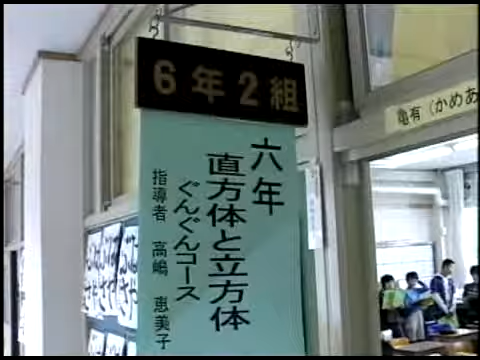 6年2組
六年
直方体と立方体
ぐんぐんコース
指導者 高嶋 恵美子
亀有（かめあ